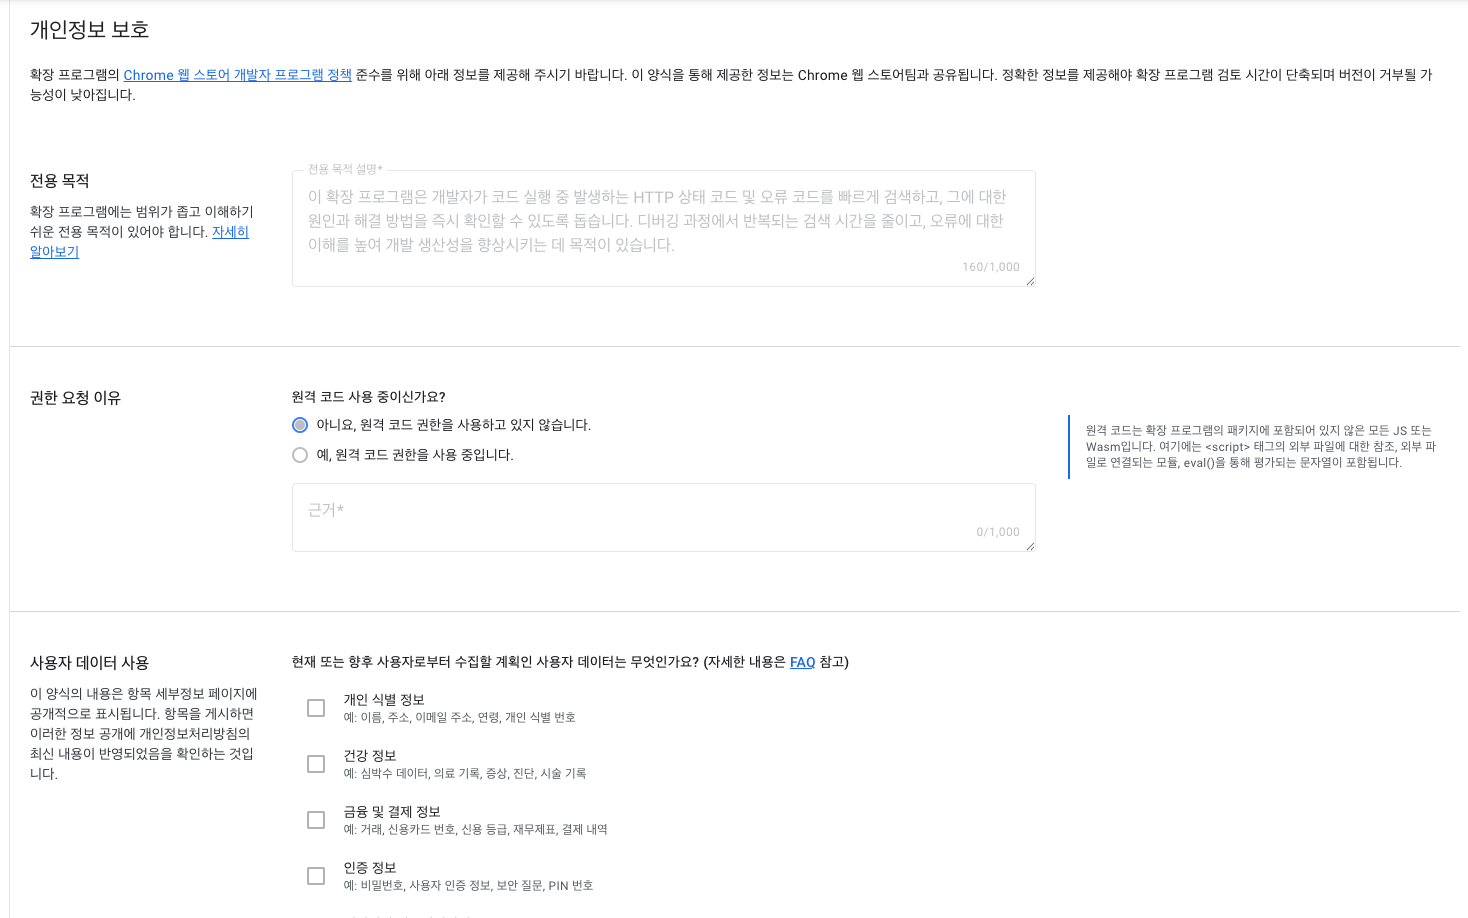 개인정보 보호
확장 프로그램의 Chrome 웹 스토어 개발자 프로그램 정책 준수를 위해 아래 정보를 제공해 주시기 바랍니다. 이 양식을 통해 제공한 정보는 Chrome 웹 스토어팀과 공유됩니다. 정확한 정보를 제공해야 확장 프로그램 검토 시간이 단축되며 버전이 거부될 가
능성이 낮아집니다.
전용 목적
확장 프로그램에는 범위가 좁고 이해하기
쉬운 전용 목적이 있어야 합니다. 자세히
알아보기
전용 목적 설명*
이 확장 프로그램은 개발자가 코드 실행 중 발생하는 HTTP 상태 코드 및 오류 코드를 빠르게 검색하고, 그에 대한
원인과 해결 방법을 즉시 확인할 수 있도록 돕습니다. 디버깅 과정에서 반복되는 검색 시간을 줄이고, 오류에 대한
이해를 높여 개발 생산성을 향상시키는 데 목적이 있습니다.
160/1,000
권한 요청 이유
원격 코드 사용 중이신가요?
아니요, 원격 코드 권한을 사용하고 있지 않습니다.
예, 원격 코드 권한을 사용 중입니다.
원격 코드는 확장 프로그램의 패키지에 포함되어 있지 않은 모든 JS 또는
Wasm입니다. 여기에는 <script> 태그의 외부 파일에 대한 참조, 외부 파
일로 연결되는 모듈, eval()을 통해 평가되는 문자열이 포함됩니다.
근거*
0/1,000
사용자 데이터 사용
이 양식의 내용은 항목 세부정보 페이지에
공개적으로 표시됩니다. 항목을 게시하면
이러한 정보 공개에 개인정보처리방침의
최신 내용이 반영되었음을 확인하는 것입
니다.
현재 또는 향후 사용자로부터 수집할 계획인 사용자 데이터는 무엇인가요? (자세한 내용은 FAQ 참고)
개인 식별 정보
예: 이름, 주소, 이메일 주소, 연령, 개인 식별 번호
건강 정보
예: 심박수 데이터, 의료 기록, 증상, 진단, 시술 기록
금융 및 결제 정보
예: 거래, 신용카드 번호, 신용 등급, 재무제표, 결제 내역
인증 정보
예: 비밀번호, 사용자 인증 정보, 보안 질문, PIN 번호